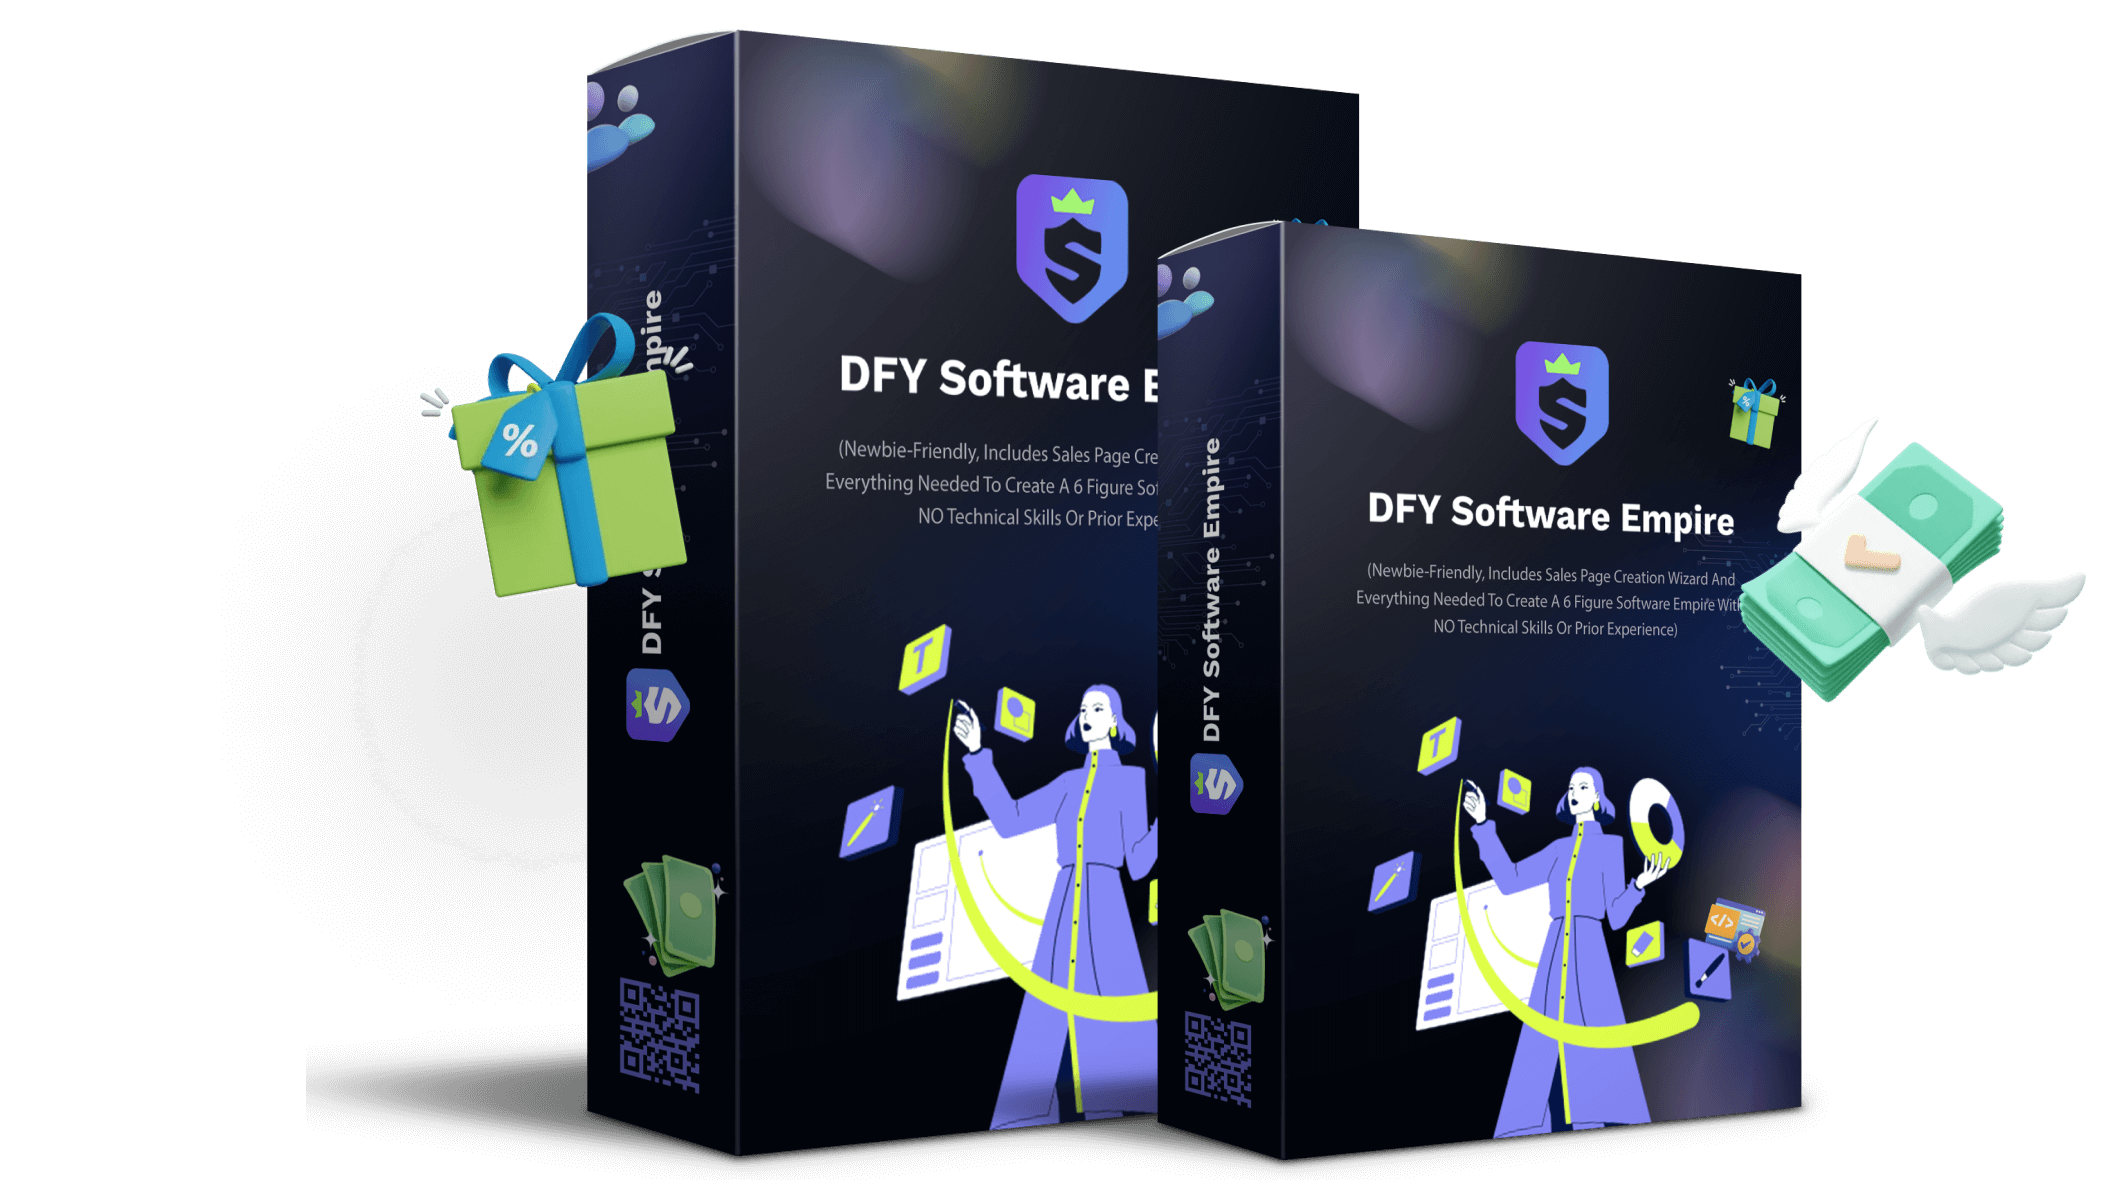 DFY Software E
(Newbie-Friendly, Includes Sales Page Cre
Everything Needed To Create A 6 Figure Sof
NO Technical Skills Or Prior Expe
mpire
DFY S
S
S
%
T
DFY Software Empire
(Newbie-Friendly, Includes Sales Page Creation Wizard And
Everything Needed To Create A 6 Figure Software Empire With
NO Technical Skills Or Prior Experience)
DFY Software Empire
S
S
%
T
</>